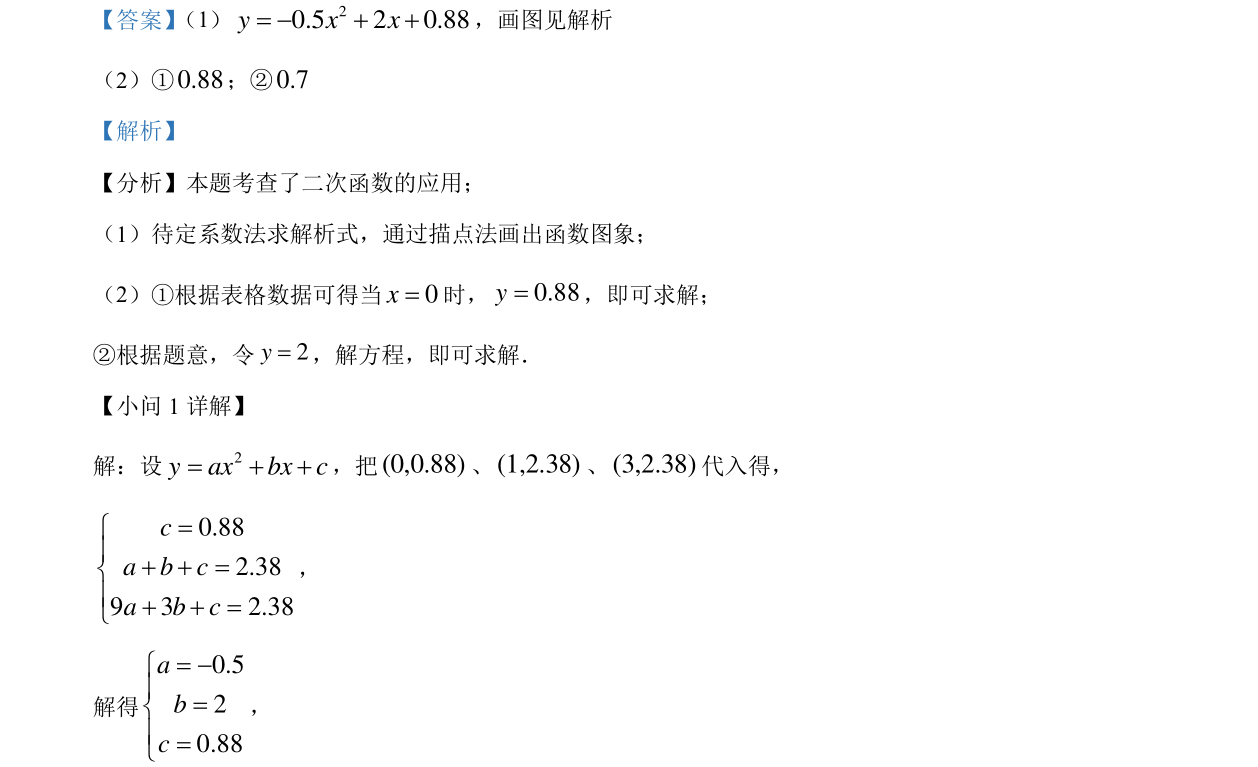 【答案】（1） y = −0.5x² + 2x + 0.88，画图见解析
（2）①0.88；②0.7
【解析】
【分析】本题考查了二次函数的应用；
（1）待定系数法求解析式，通过描点法画出函数图象；
（2）①根据表格数据可得当 x = 0 时， y = 0.88，即可求解；
②根据题意，令 y = 2，解方程，即可求解．
【小问 1 详解】
解：设 y = ax² + bx + c，把 (0,0.88) 、 (1,2.38) 、 (3,2.38) 代入得，
c = 0.88
a + b + c = 2.38 ，
9a + 3b + c = 2.38
a = −0.5
解得 b = 2 ，
c = 0.88